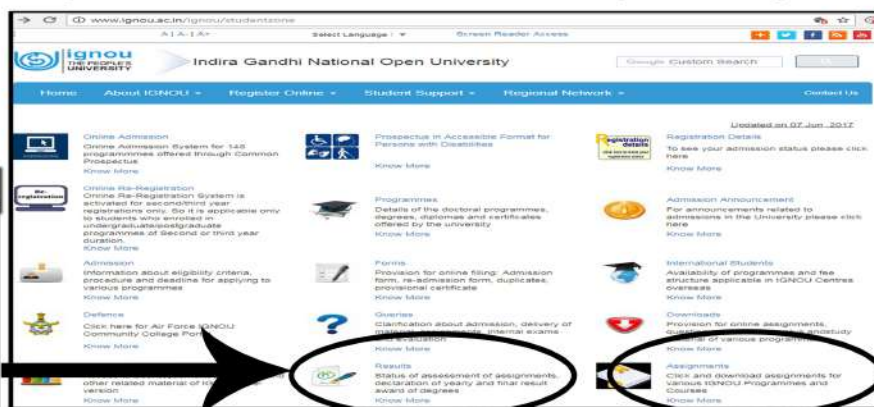 www.ignou.ac.in/ignou/studentzone
A | A- | A+ Select Language Screen Reader Access
ignou
THE PEOPLE'S
UNIVERSITY
Indira Gandhi National Open University
Google Custom Search
Home About IGNOU Register Online Student Support Regional Network Contact Us
Updated on 07 Jun, 2017
Online Admission
Online Admission System for 148
programmes offered through Common
Prospectus
Know More
Prospectus in Accessible Format for
Persons with Disabilities
Know More
Registration
details
Registration Details
To see your admission status please click
here
Know More
Re-
registration
Online Re-Registration
Online Re-Registration System is
activated for second/third year
registrations only. So it is applicable only
to students who enrolled in
undergraduate/postgraduate
programmes of Second or third year
duration.
Know More
Programmes
Details of the doctoral programmes,
degrees, diplomas and certificates
offered by the university
Know More
Admission Announcement
For announcements related to
admissions in the University please click
here
Know More
Admission
Information about eligibility criteria,
procedure and deadline for applying to
various programmes
Know More
Forms
Provision for online filling: Admission
form, re-admission form, duplicates,
provisional certificate
Know More
International Students
Availability of programmes and fee
structure applicable in IGNOU Centres
overseas
Know More
Defence
Click here for Air Force IGNOU
Community College Portal
Know More
Queries
Clarification about admission, delivery of
material, assignments, internal exams
and evaluation
Know More
Downloads
Provision for online assignments,
material of various programmes
Know More
other related material of
version
Know More
Results
Status of assessment of assignments,
declaration of yearly and final result
award of degrees
Know More
Assignments
Click and download assignments for
various IGNOU Programmes and
Courses
Know More